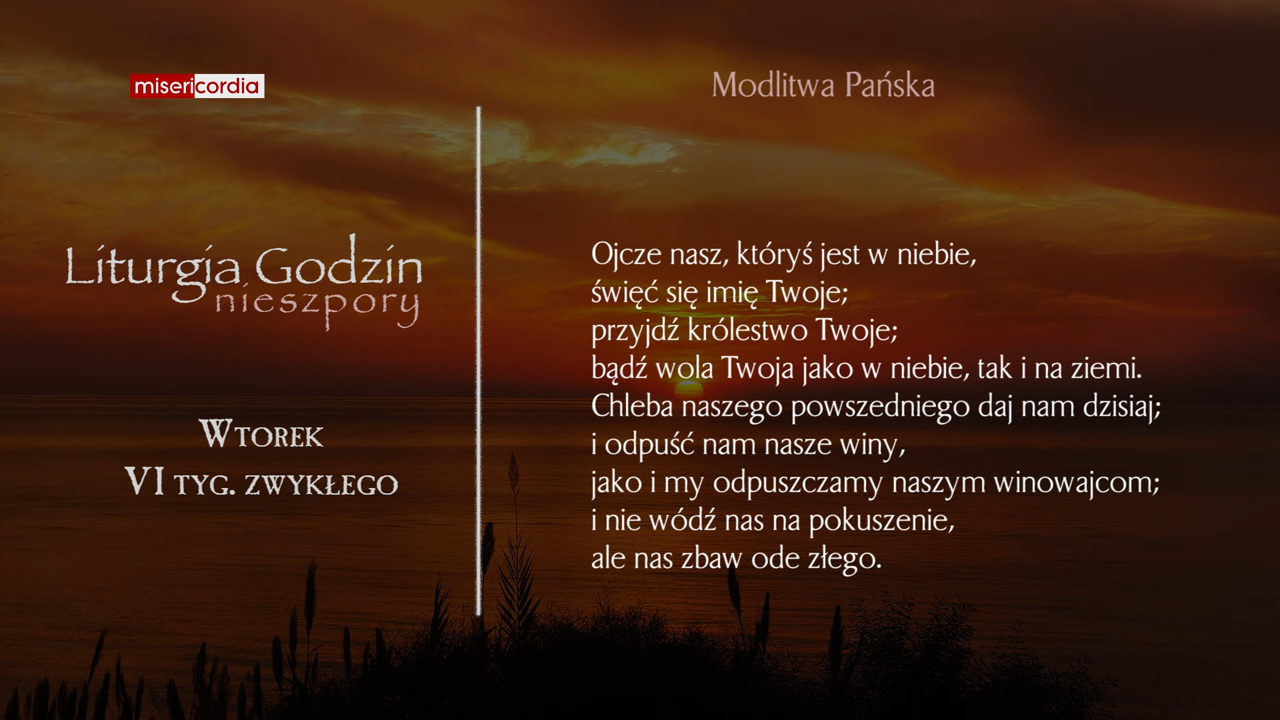 misericordia
Liturgia Godzin
nieszpory
Wtorek
VI tyg. zwykłego
Modlitwa Pańska
Ojcze nasz, któryś jest w niebie,
święć się imię Twoje;
przyjdź królestwo Twoje;
bądź wola Twoja jako w niebie, tak i na ziemi.
Chleba naszego powszedniego daj nam dzisiaj;
i odpuść nam nasze winy,
jako i my odpuszczamy naszym winowajcom;
i nie wódź nas na pokuszenie,
ale nas zbaw ode złego.